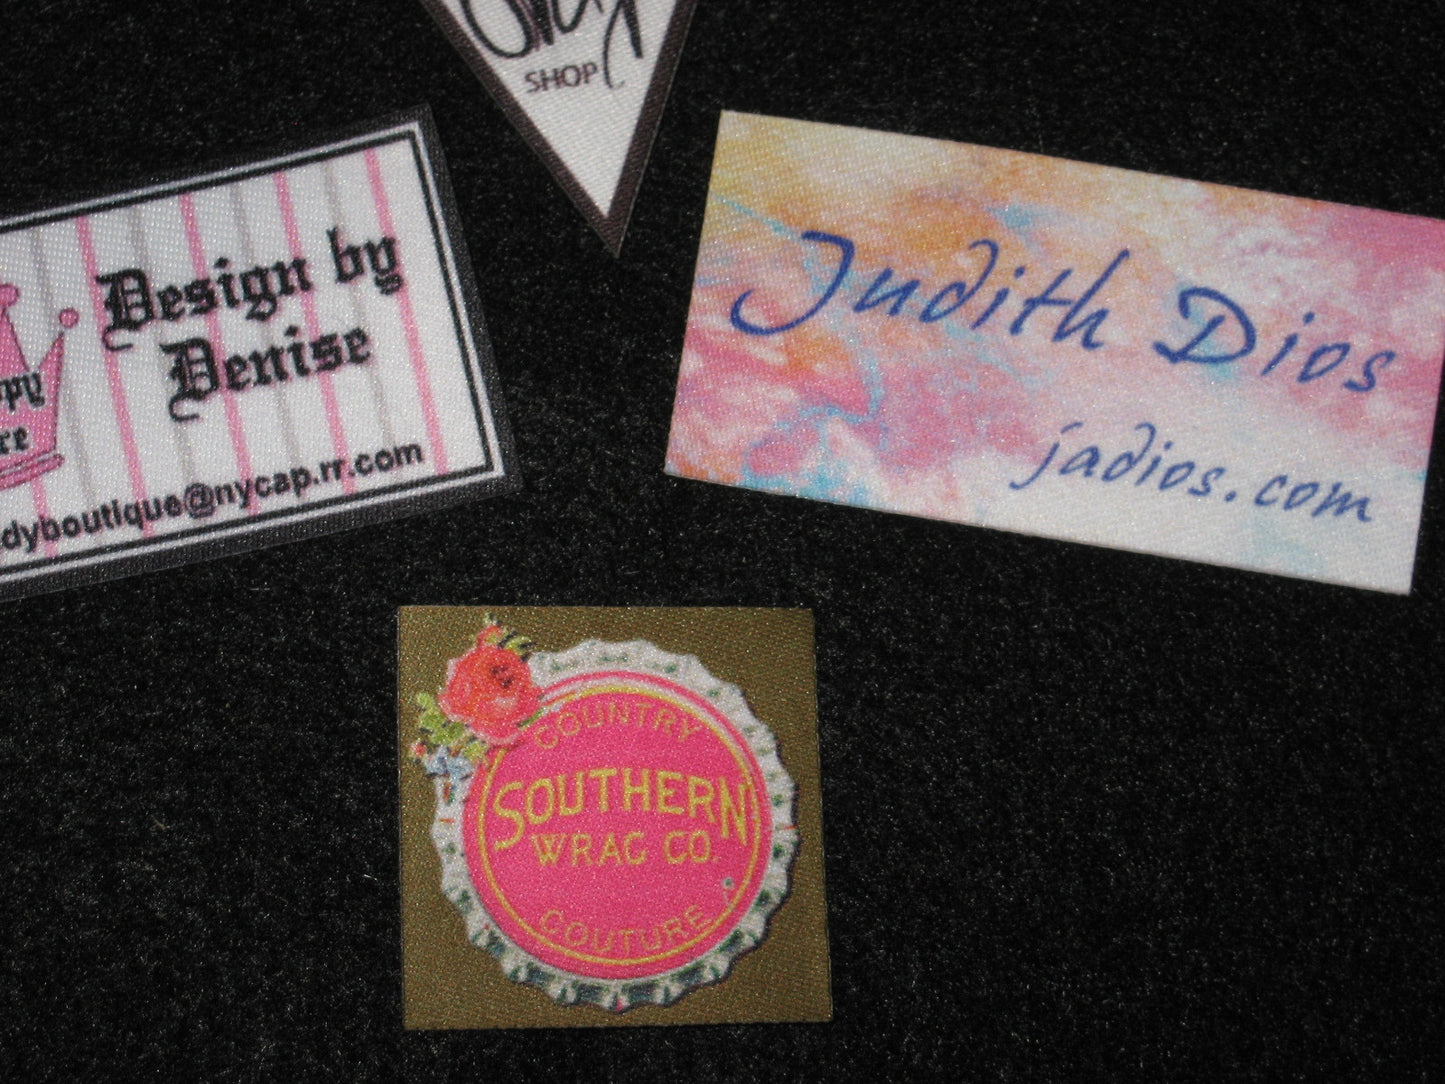 SHOP
Design by
Denise
dyboutique@nycap.rr.com
Judith Dios
jadios.com
COUNTRY
SOUTHERN
WRAG CO.
COUTURE